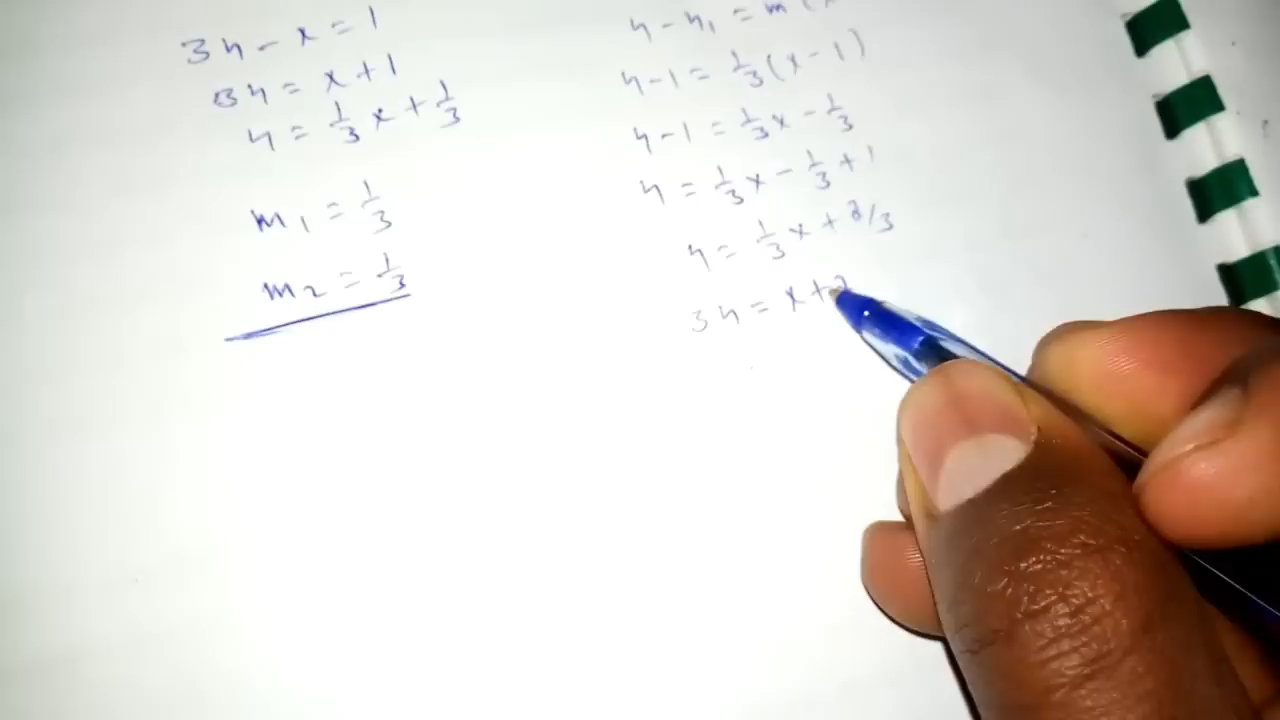 3y - x = 1
3y = x + 1
y = 1/3 x + 1/3
m1 = 1/3
m2 = 1/3
y - y1 = m(x
y - 1 = 1/3 (x - 1)
y - 1 = 1/3 x - 1/3
y = 1/3 x - 1/3 + 1
y = 1/3 x + 2/3
3y = x + 2